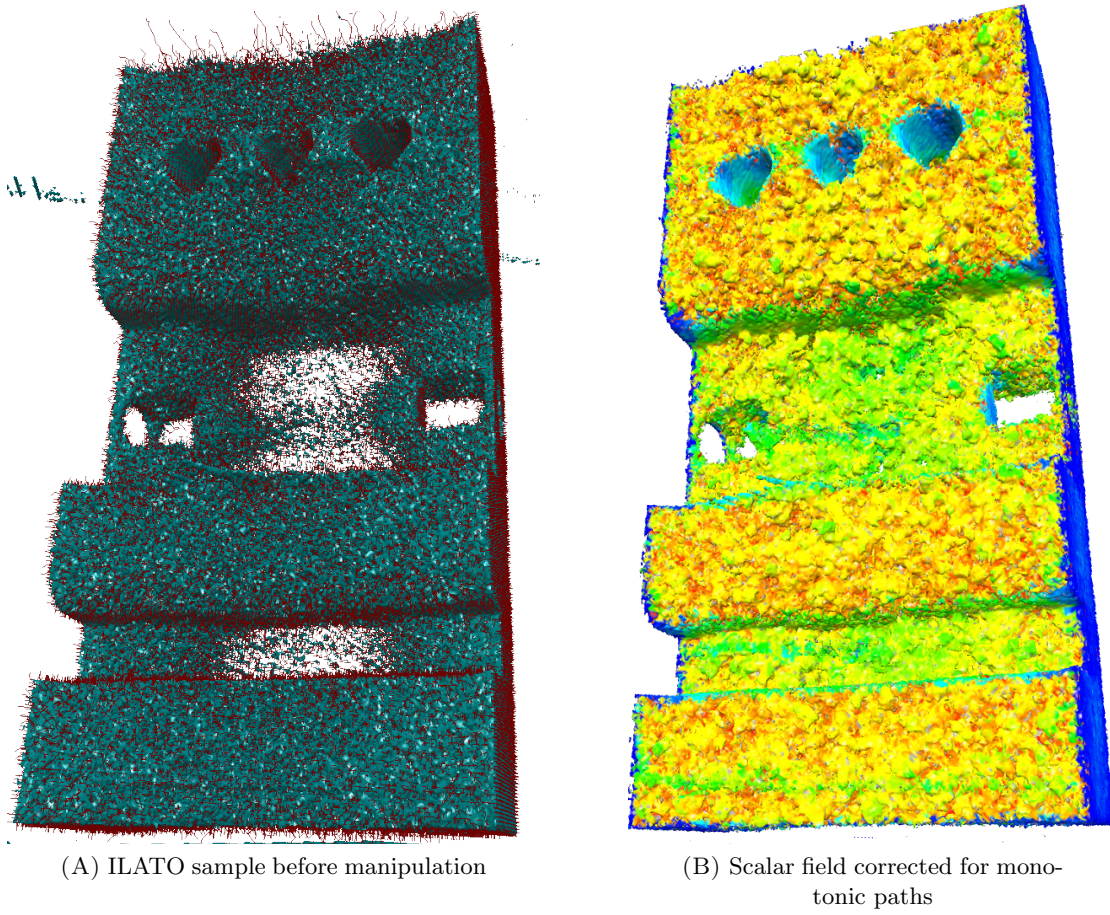 (A) ILATO sample before manipulation
(B) Scalar field corrected for mono-
tonic paths